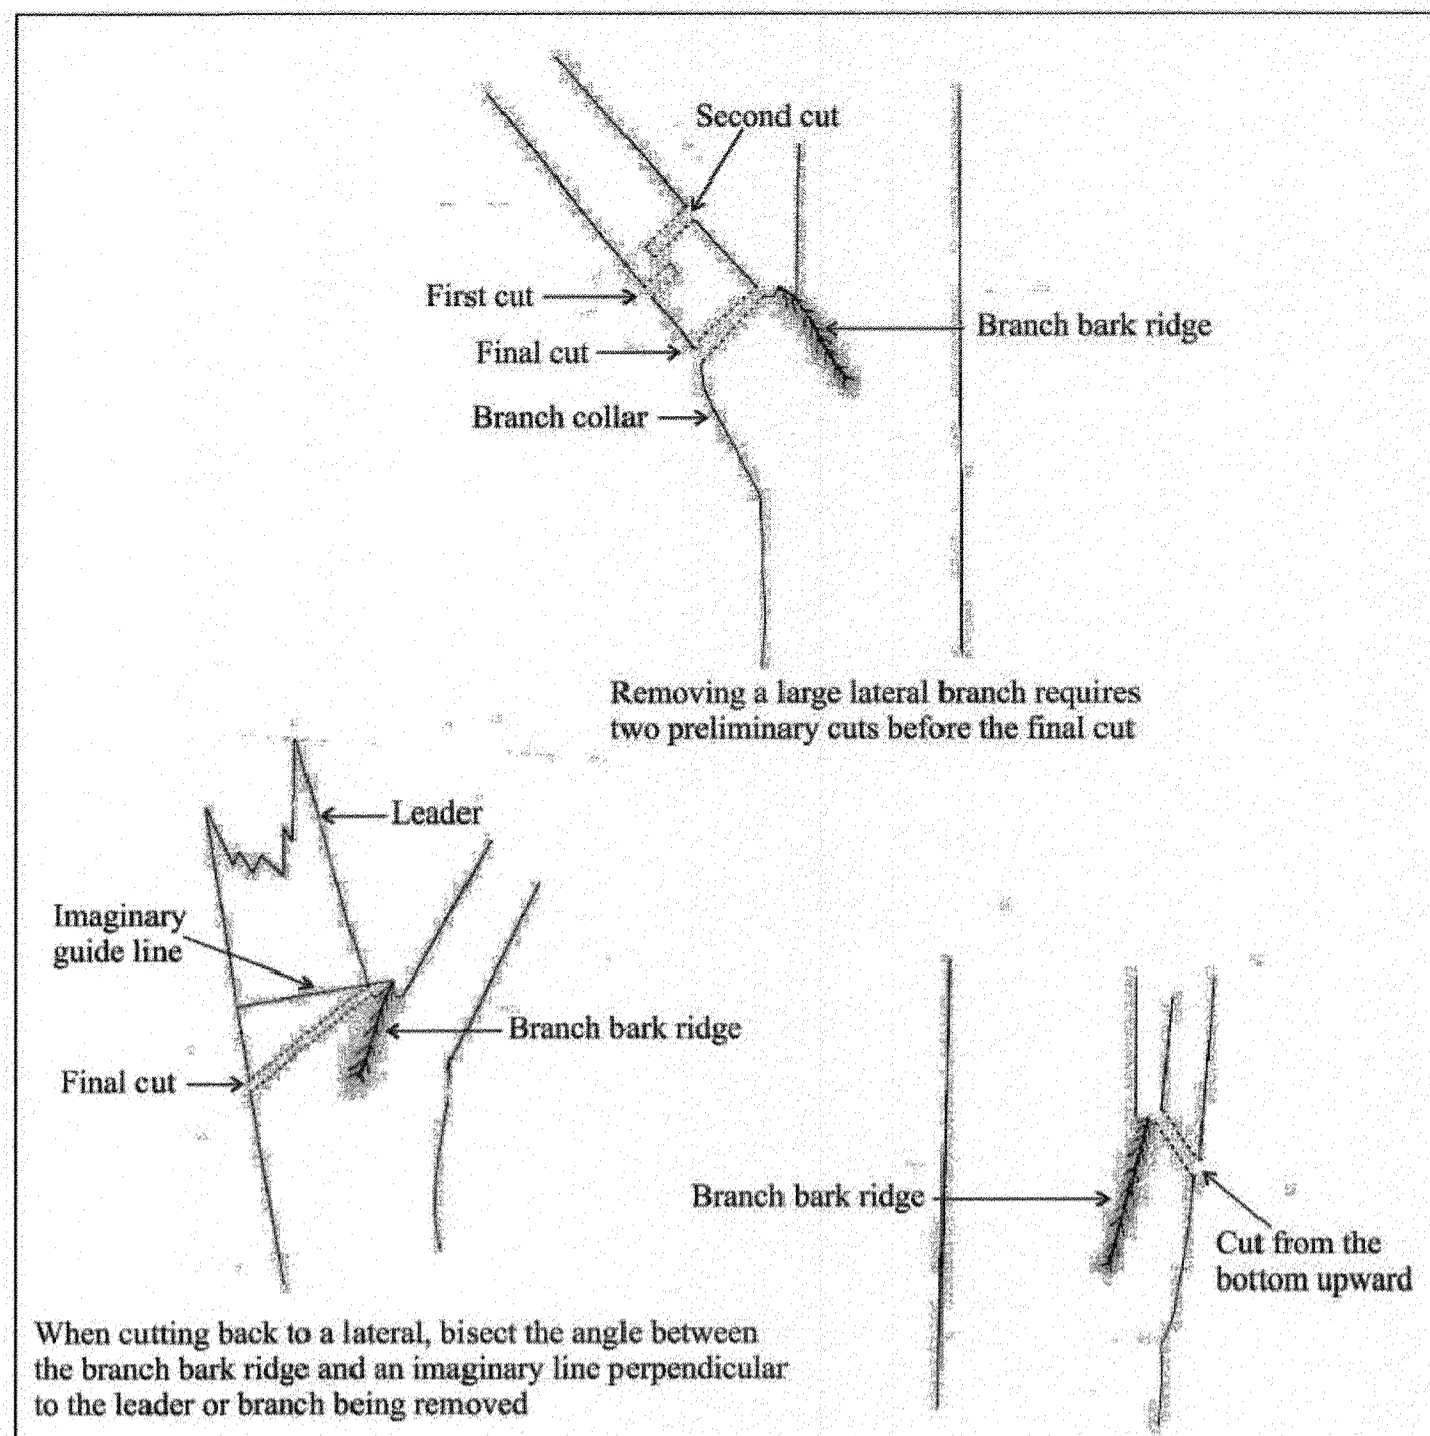 Second cut
First cut
Branch bark ridge
Final cut
Branch collar
Removing a large lateral branch requires
two preliminary cuts before the final cut
Leader
Imaginary
guide line
Branch bark ridge
Final cut
Branch bark ridge
Cut from the
bottom upward
When cutting back to a lateral, bisect the angle between
the branch bark ridge and an imaginary line perpendicular
to the leader or branch being removed